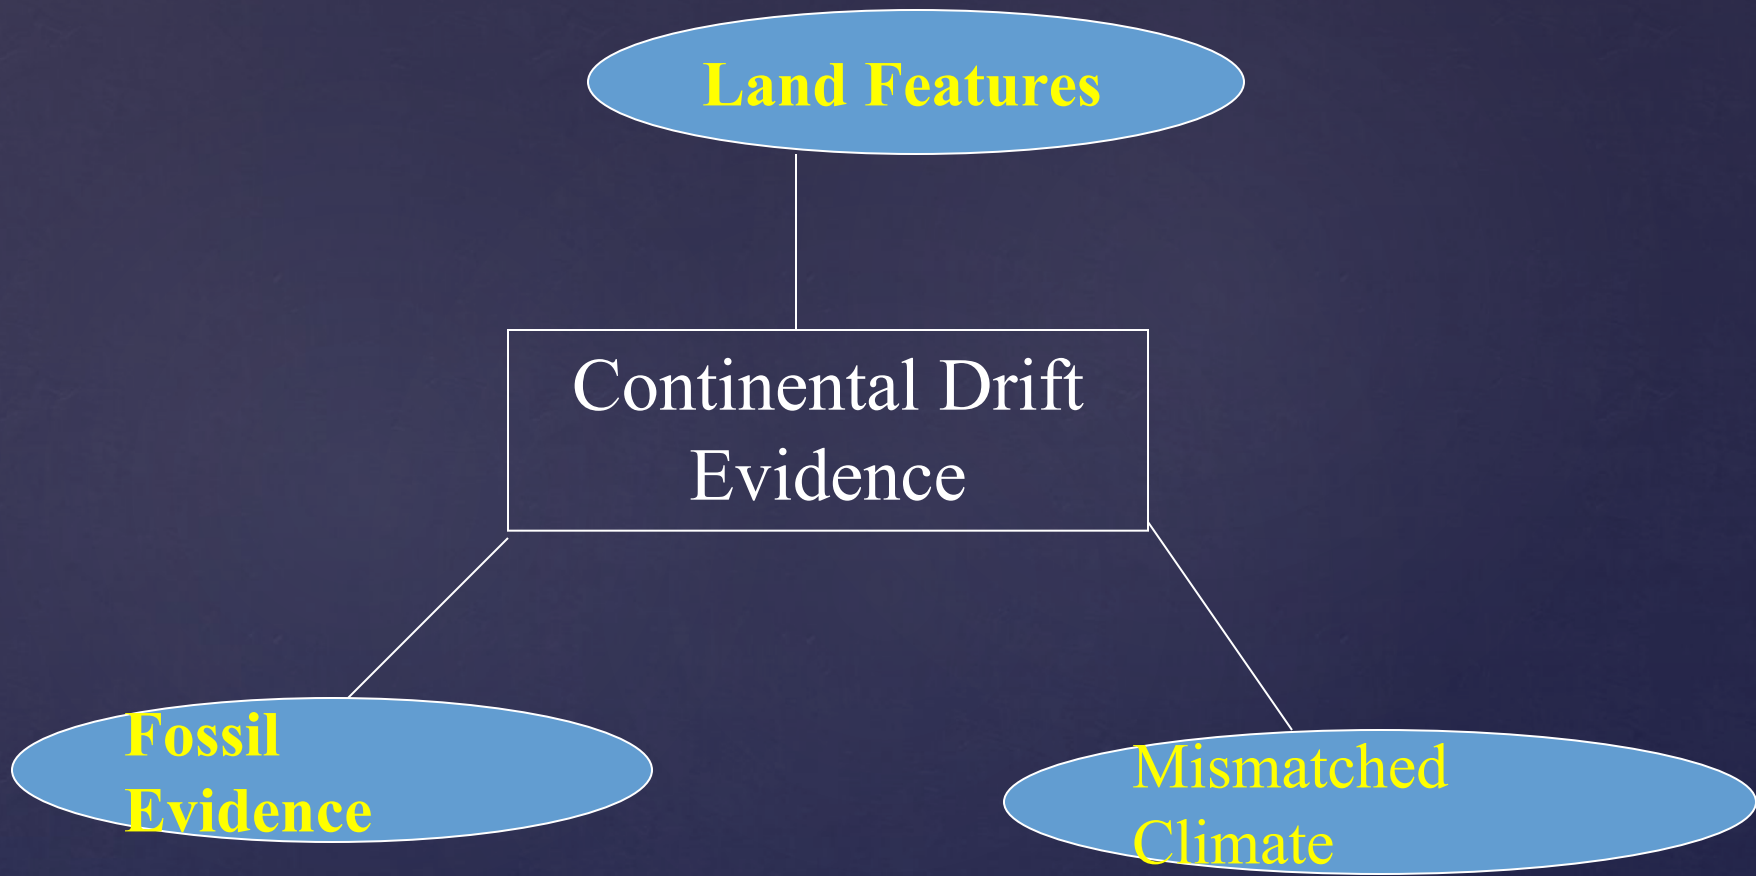 Land Features
Continental Drift
Evidence
Fossil
Evidence
Mismatched
Climate